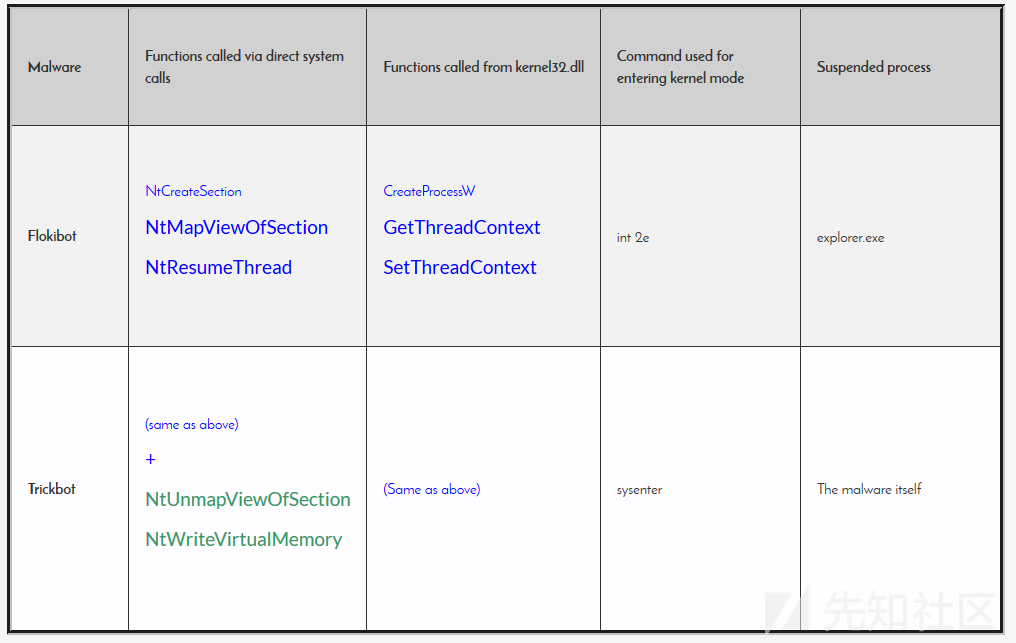 Malware
Functions called via direct system
calls
Functions called from kernel32.dll
Command used for
entering kernel mode
Suspended process
Flokibot
NtCreateSection
NtMapViewOfSection
NtResumeThread
CreateProcessW
GetThreadContext
SetThreadContext
int 2e
explorer.exe
Trickbot
(same as above)
+
NtUnmapViewOfSection
NtWriteVirtualMemory
(Same as above)
sysenter
The malware itself
先知社区